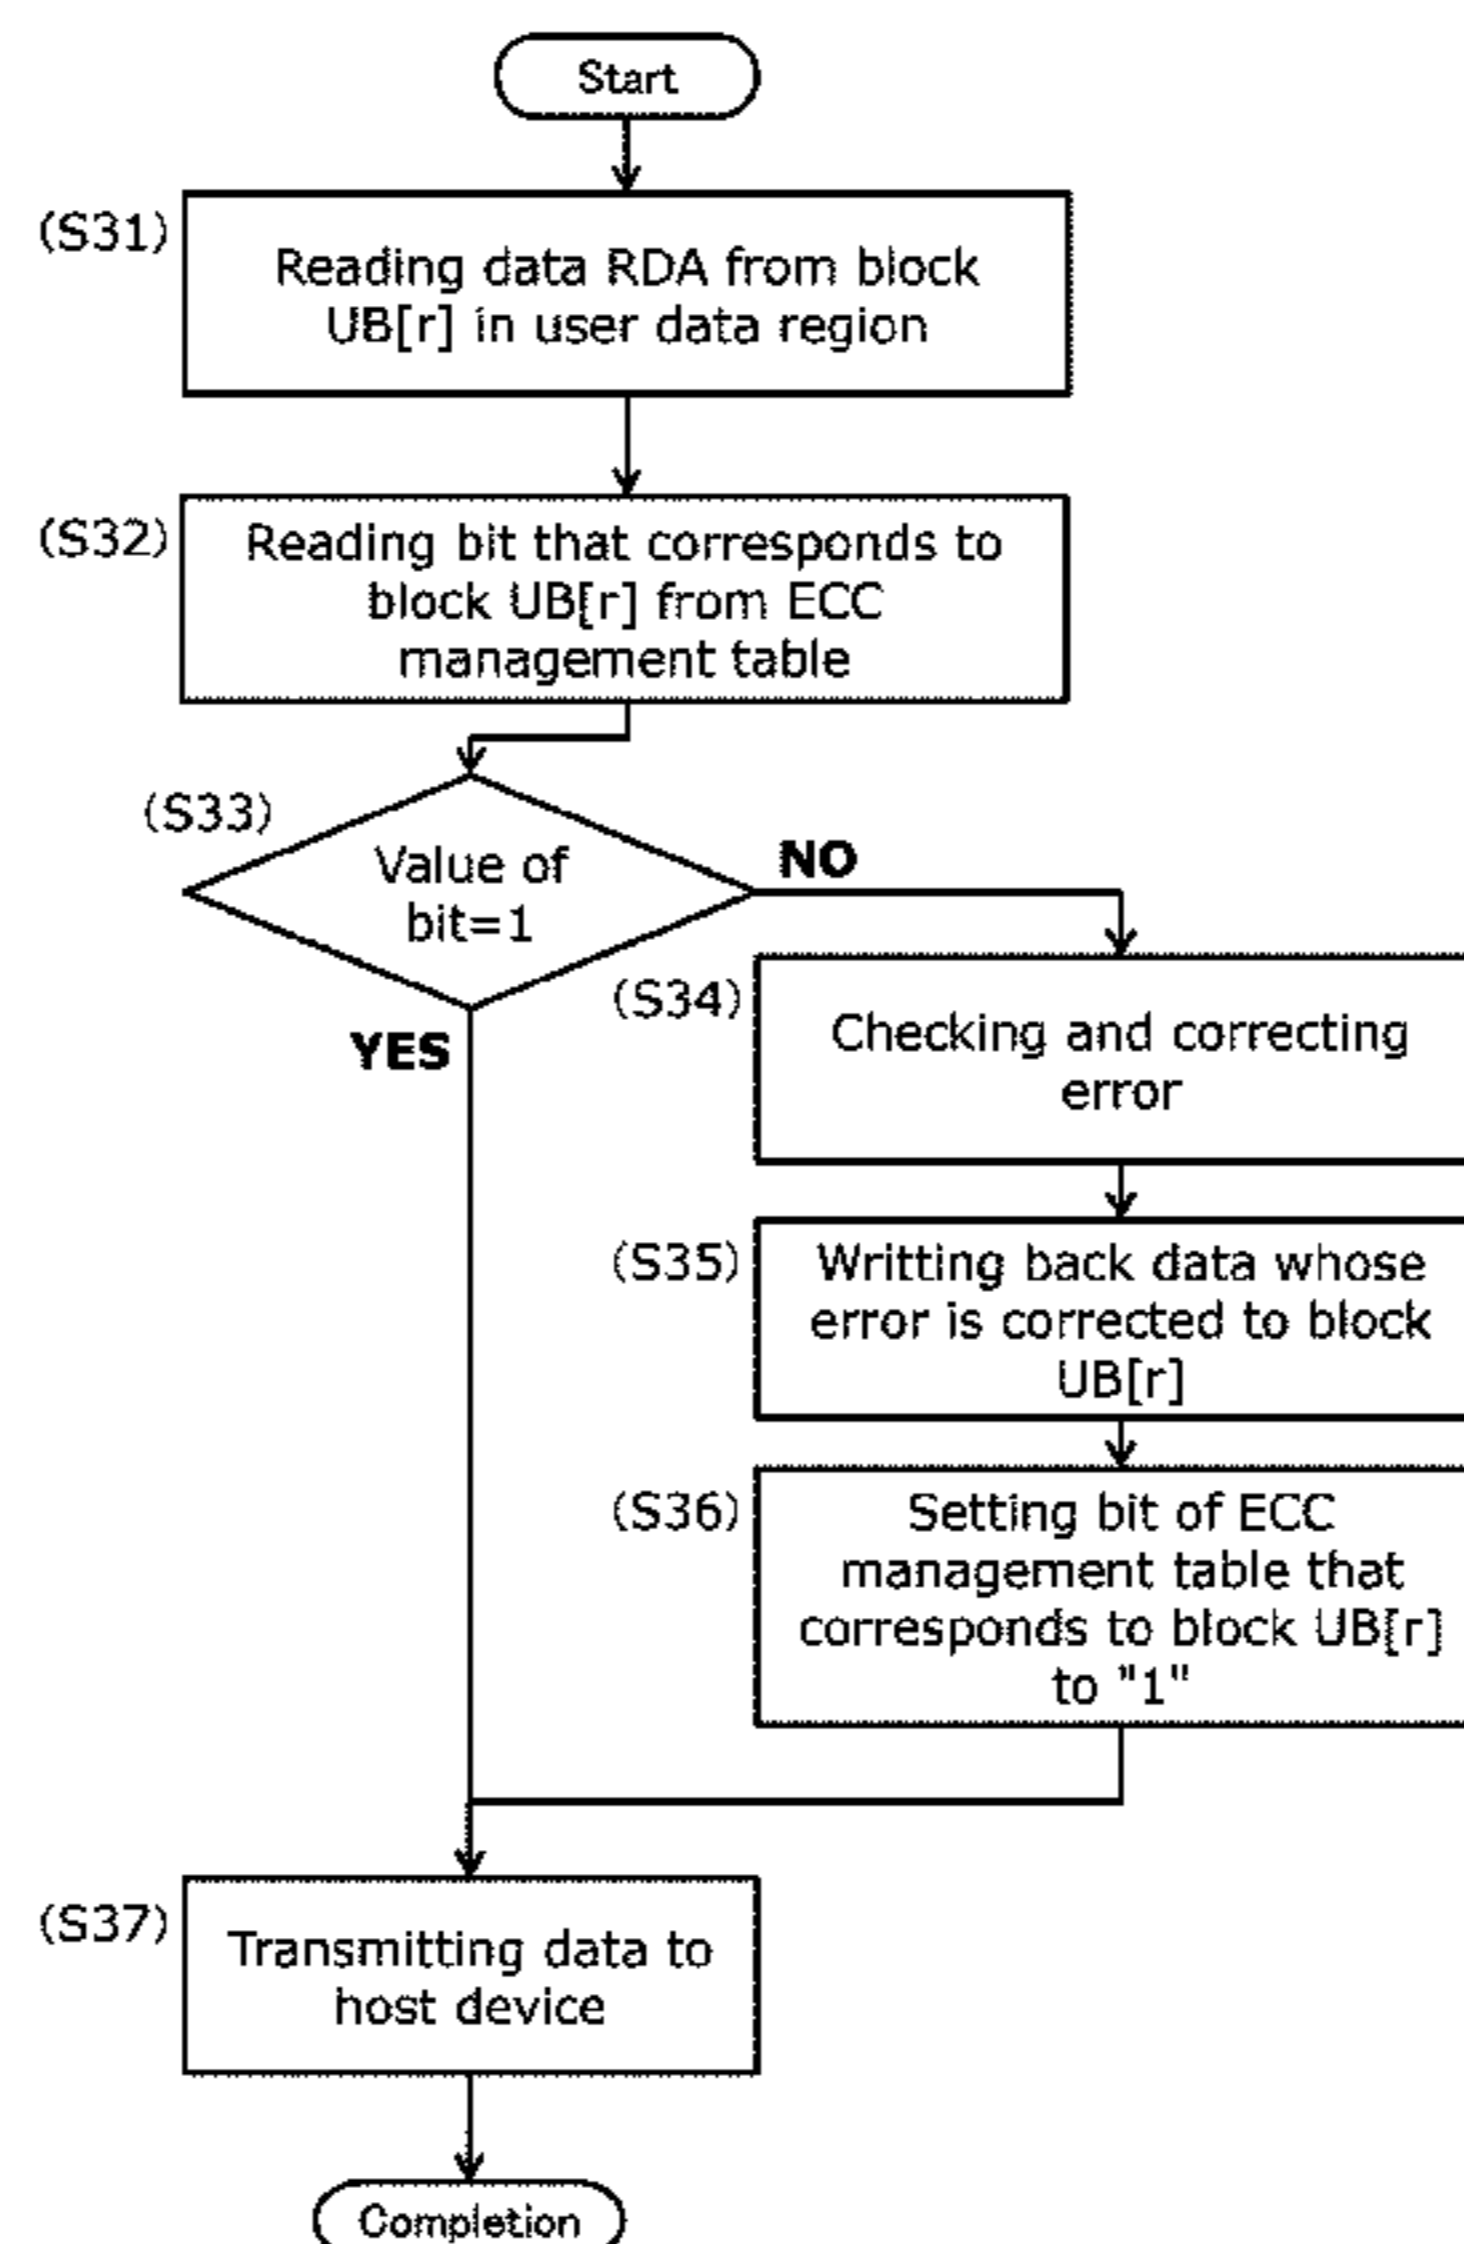 Start
(S31)
Reading data RDA from block
UB[r] in user data region
(S32)
Reading bit that corresponds to
block UB[r] from ECC
management table
(S33)
Value of
bit=1
NO
YES
(S34)
Checking and correcting
error
(S35)
Writting back data whose
error is corrected to block
UB[r]
(S36)
Setting bit of ECC
management table that
corresponds to block UB[r]
to "1"
(S37)
Transmitting data to
host device
Completion